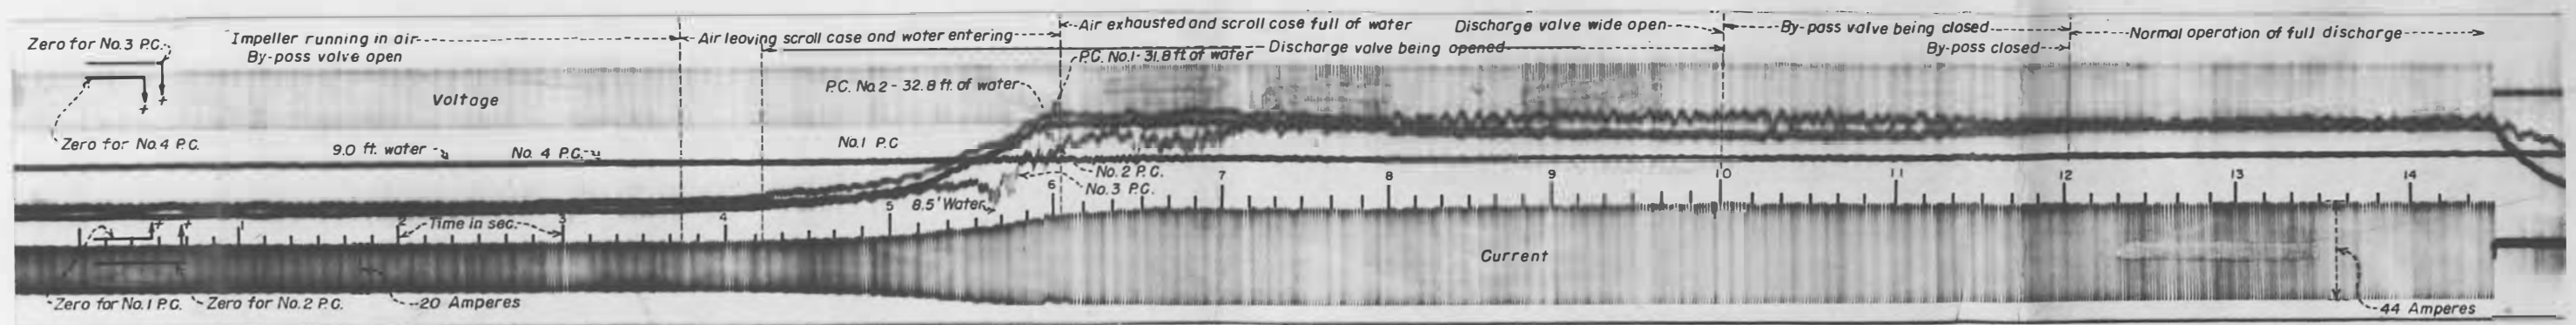 Zero for No.3 P.C.
Impeller running in air
By-pass valve open
Air leaving scroll case and water entering
Air exhausted and scroll case full of water
Discharge valve wide open
By-pass valve being closed
Normal operation of full discharge
Discharge valve being opened
By-pass closed
P.C. No.1-31.8 ft of water
P.C. No.2-32.8 ft. of water
Voltage
+ +
Zero for No.4 P.C.
9.0 ft. water
No. 4 P.C.
No.1 P.C
No.2 P.C.
No.3 P.C.
8.5' Water
1 2 3 4 5 6 7 8 9 10 11 12 13 14
+ +
Time in sec.
Current
Zero for No.1 P.C.
Zero for No.2 P.C.
20 Amperes
44 Amperes